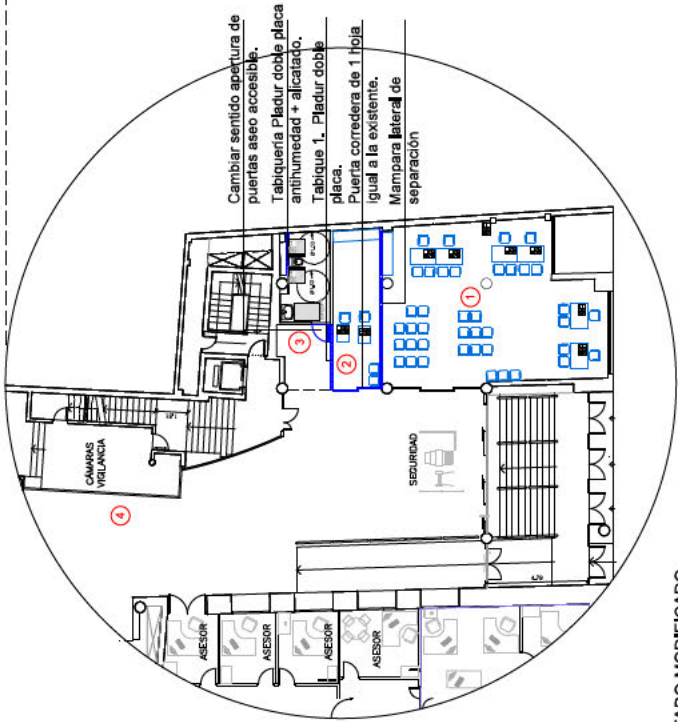 Cambiar sentido apertura de
puertas aseo accesible.
Tabiquería Pladur doble placa
antihumedad + alicatado.
Tabique 1. Pladur doble
placa.
Puerta corredera de 1 hoja
igual a la existente.
Mampara lateral de
separación
CÁMARAS
VIGILANCIA
SEGURIDAD
ASESOR
ASESOR
ASESOR
ASESOR
1
2
3
4
MODIFICADO